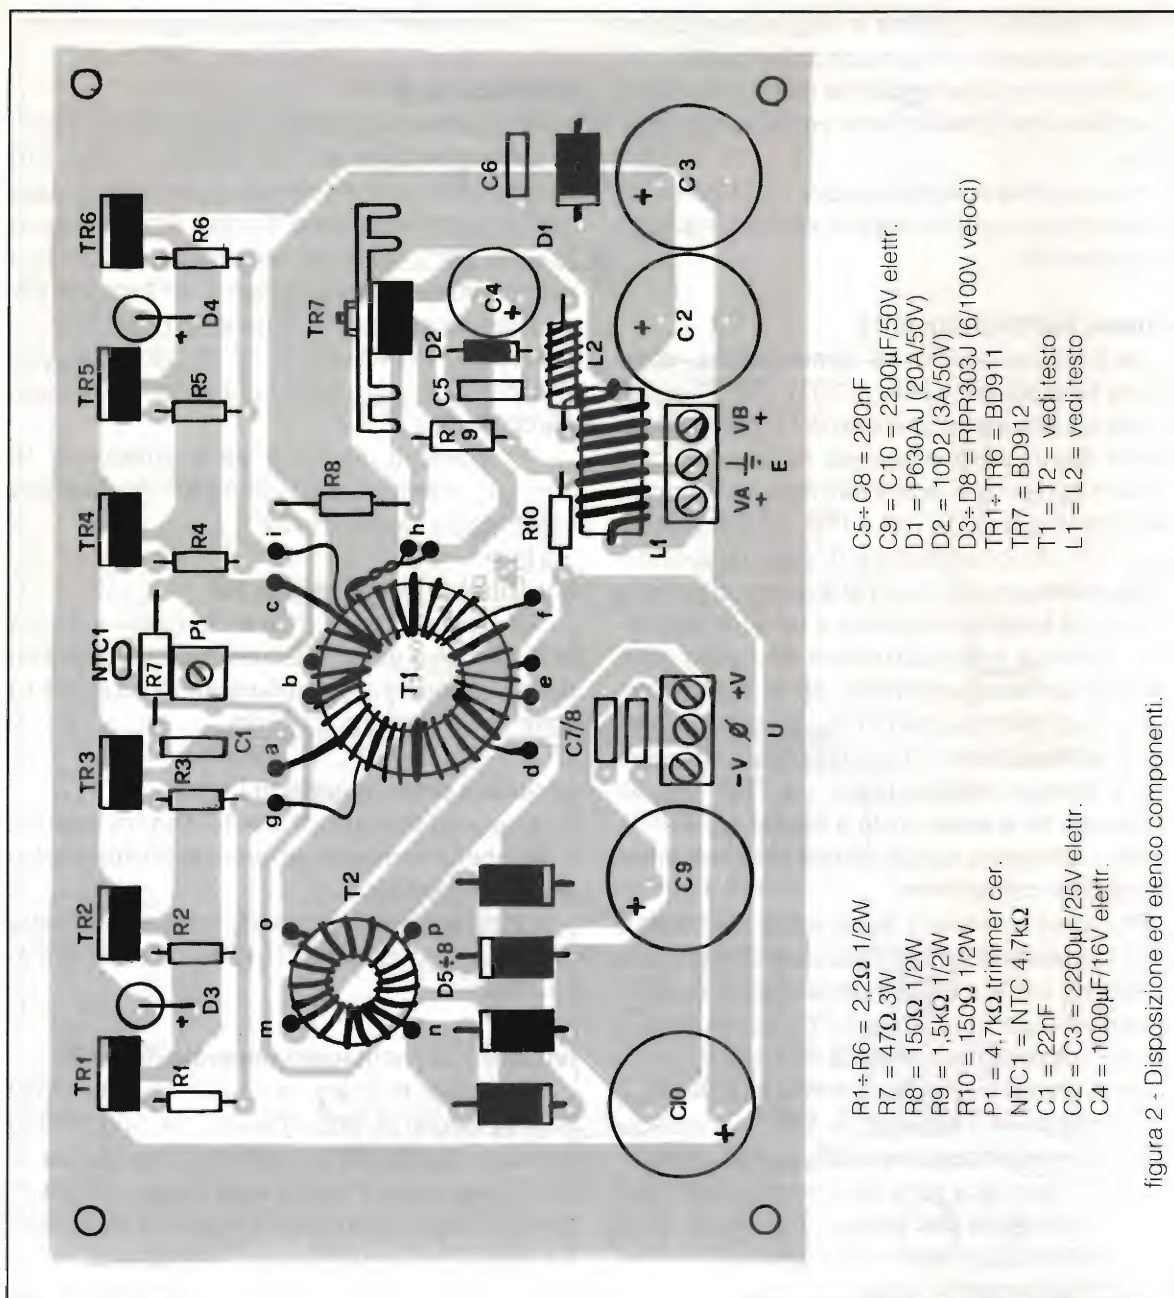 TR1
TR2
TR3
TR4
TR5
TR6
D3
+
D4
+
R1
R2
R3
R4
R5
R6
C1
R7
NTC1
P1
TR7
R8
R9
C5
D2
C4
+
g
a
b
c
i
h
T1
d
e
f
m
o
T2
n
p
D5÷8
R10
L1
L2
D1
C6
C10
+
C9
+
C7/8
-V Ø +V
U
VA VB
+ +
E
C2
+
C3
+
R1÷R6 = 2,2Ω 1/2W
R7 = 47Ω 3W
R8 = 150Ω 1/2W
R9 = 1,5kΩ 1/2W
R10 = 150Ω 1/2W
P1 = 4,7kΩ trimmer cer.
NTC1 = NTC 4,7kΩ
C1 = 22nF
C2 = C3 = 2200µF/25V elettr.
C4 = 1000µF/16V elettr
C5÷C8 = 220nF
C9 = C10 = 2200µF/50V elettr.
D1 = P630AJ (20A/50V)
D2 = 10D2 (3A/50V)
D3÷D8 = RPR303J (6/100V veloci)
TR1÷TR6 = BD911
TR7 = BD912
T1 = T2 = vedi testo
L1 = L2 = vedi testo
figura 2 - Disposizione ed elenco componenti.